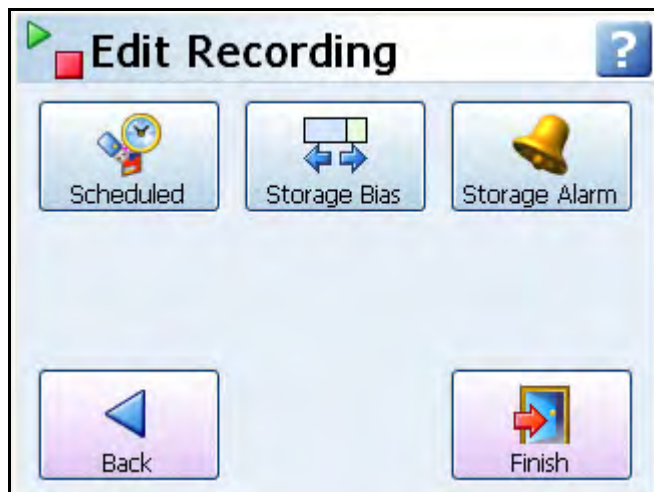 Edit Recording
?
Scheduled
Storage Bias
Storage Alarm
Back
Finish